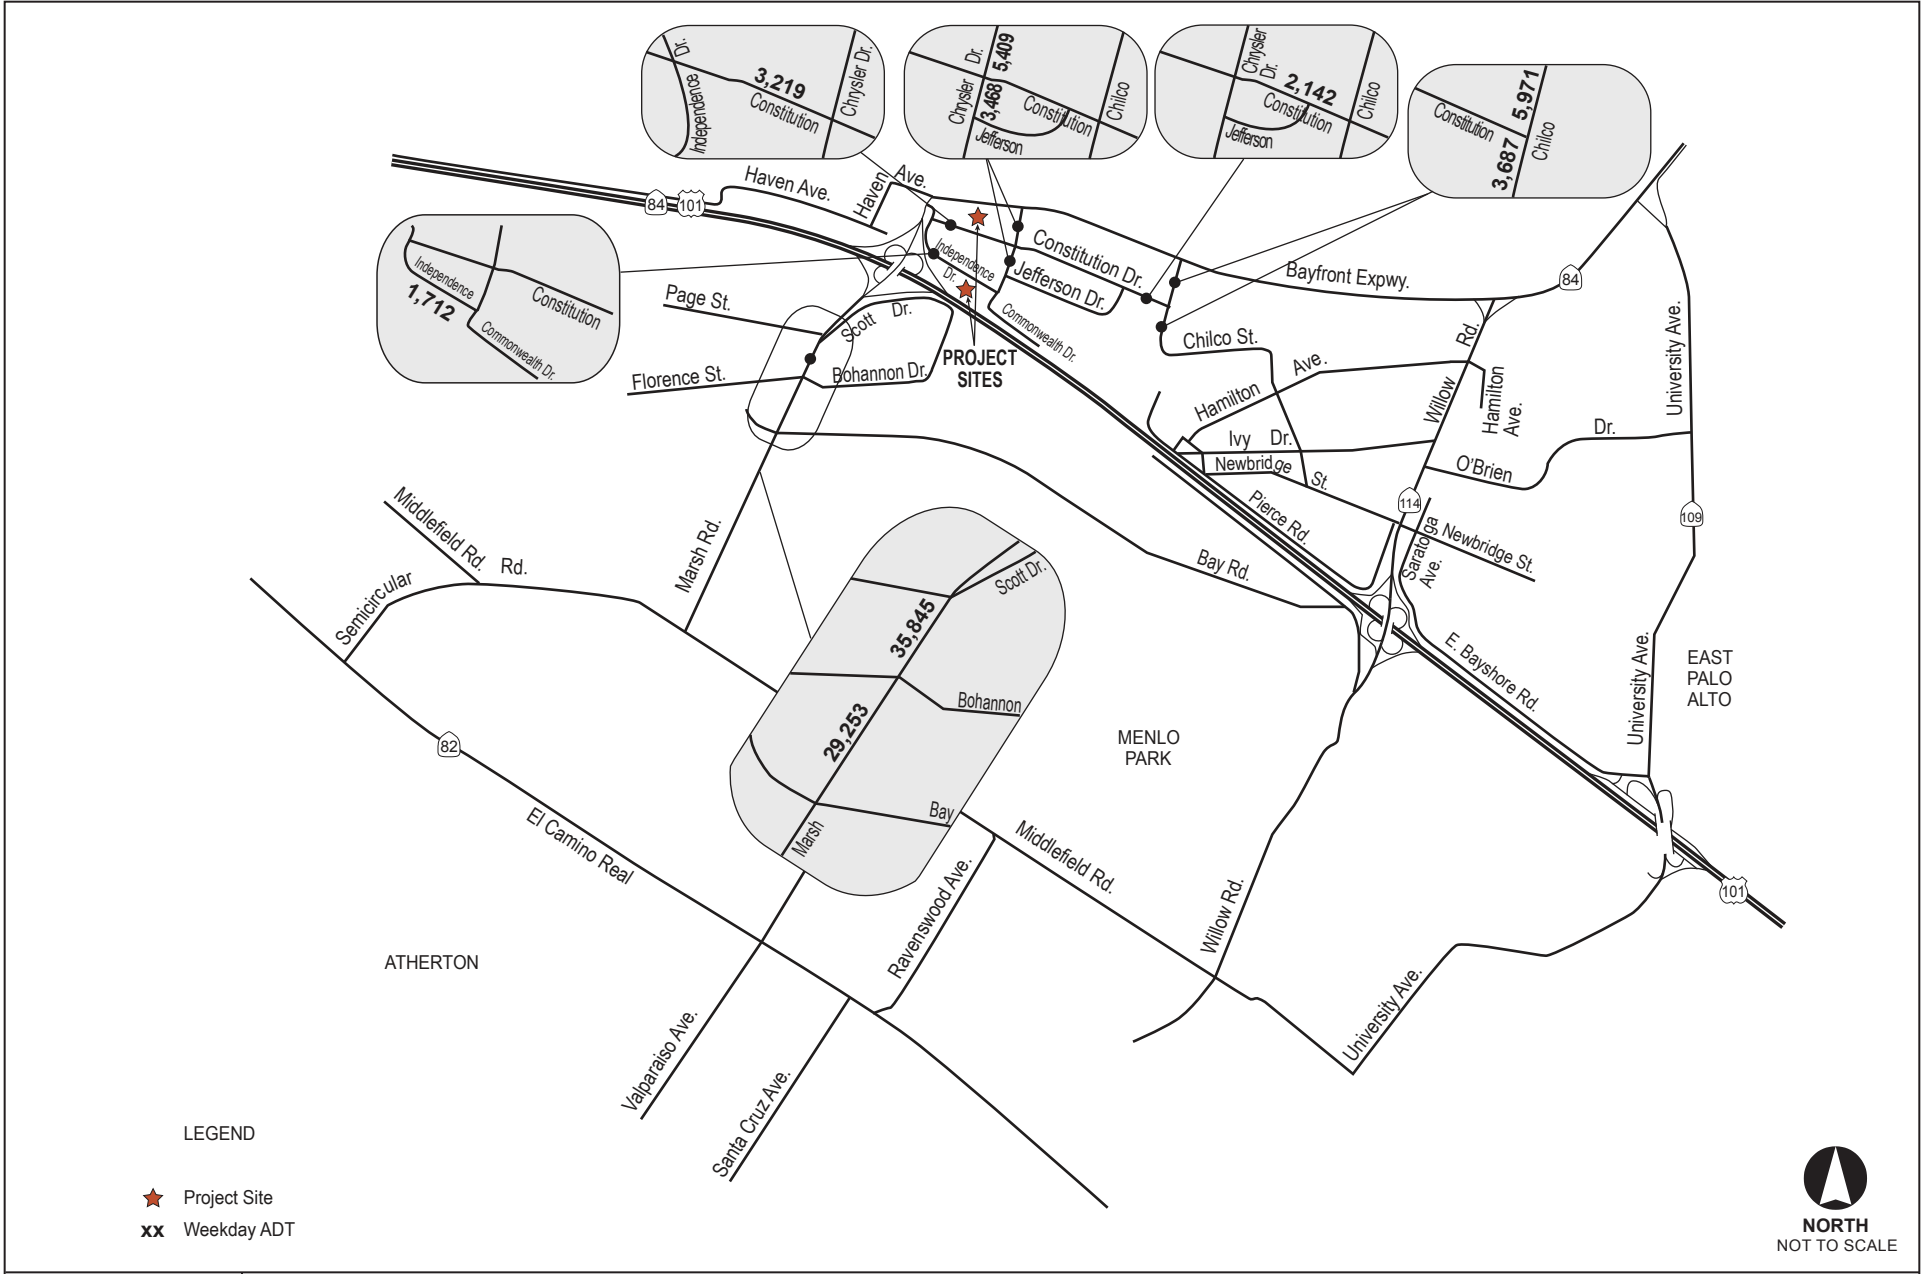 Dr.
Independence
3,219
Constitution
Chrysler Dr.
Dr.
Chrysler
5,409
3,468
Constitution
Jefferson
Chilco
Chrysler
Dr.
2,142
Constitution
Jefferson
Chilco
Constitution
5,971
3,687
Chilco
84
101
Haven Ave.
Haven
Ave.
Independence
1,712
Constitution
Commonwealth Dr.
Independence
Dr.
Constitution Dr.
Jefferson Dr.
Bayfront Expwy.
84
Page St.
Scott Dr.
Commonwealth Dr.
PROJECT
SITES
Florence St.
Bohannon Dr.
Chilco St.
Hamilton Ave.
Rd.
Willow
Hamilton
Ave.
University Ave.
Ivy Dr.
Newbridge St.
O'Brien Dr.
114
109
Pierce Rd.
Saratoga
Ave.
Newbridge St.
Bay Rd.
Middlefield Rd.
Semicircular Rd.
Marsh Rd.
Scott Dr.
35,845
Bohannon
29,253
Bay
Marsh
E. Bayshore Rd.
University Ave.
EAST
PALO
ALTO
MENLO
PARK
82
El Camino Real
Middlefield Rd.
Ravenswood Ave.
Willow Rd.
101
ATHERTON
University Ave.
Valparaiso Ave.
Santa Cruz Ave.
LEGEND
Project Site
xx Weekday ADT
NORTH
NOT TO SCALE